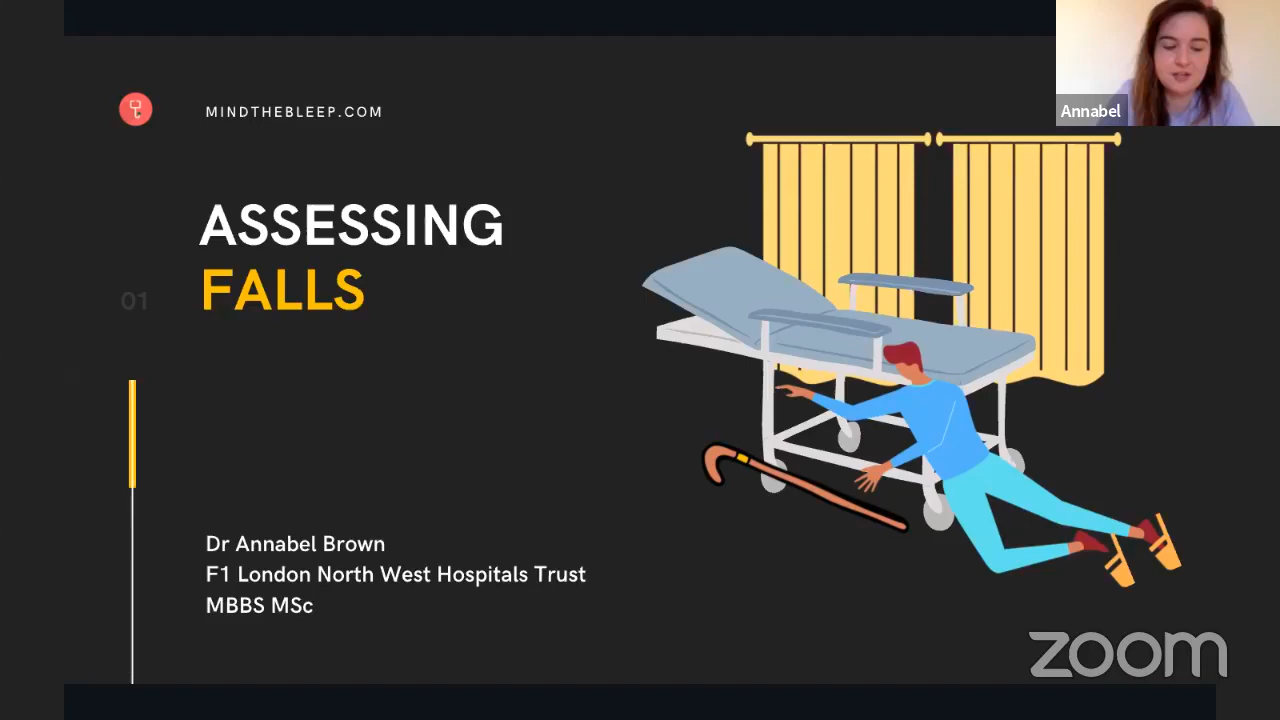 MINDTHEBLEEP.COM
Annabel
ASSESSING
FALLS
01
Dr Annabel Brown
F1 London North West Hospitals Trust
MBBS MSc
zoom